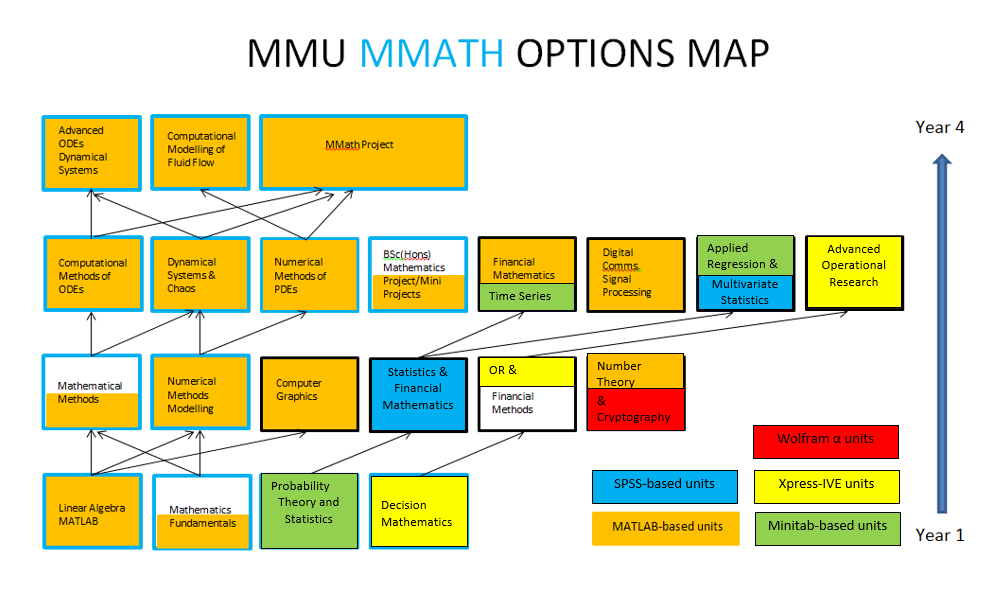 MMU MMATH OPTIONS MAP
Year 4
Advanced
ODEs
Dynamical
Systems
Computational
Modelling of
Fluid Flow
MMath Project
Computational
Methods of
ODEs
Dynamical
Systems &
Chaos
Numerical
Methods of
PDEs
BSc(Hons)
Mathematics
Project/Mini
Projects
Financial
Mathematics
Time Series
Digital
Comms.
Signal
Processing
Applied
Regression &
Multivariate
Statistics
Advanced
Operational
Research
Mathematical
Methods
Numerical
Methods
Modelling
Computer
Graphics
Statistics &
Financial
Mathematics
OR &
Financial
Methods
Number
Theory
&
Cryptography
Linear Algebra
MATLAB
Mathematics
Fundamentals
Probability
Theory and
Statistics
Decision
Mathematics
Wolfram α units
SPSS-based units
Xpress-IVE units
MATLAB-based units
Minitab-based units
Year 1